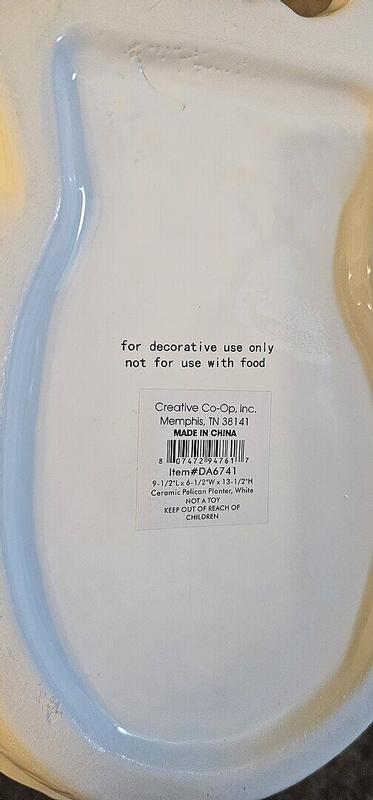 for decorative use only
not for use with food
Creative Co-Op, Inc.
Memphis, TN 38141
MADE IN CHINA
8 07472 94761 7
Item#DA6741
9-1/2"L x 6-1/2"W x 13-1/2"H
Ceramic Pelican Planter, White
NOT A TOY
KEEP OUT OF REACH OF
CHILDREN